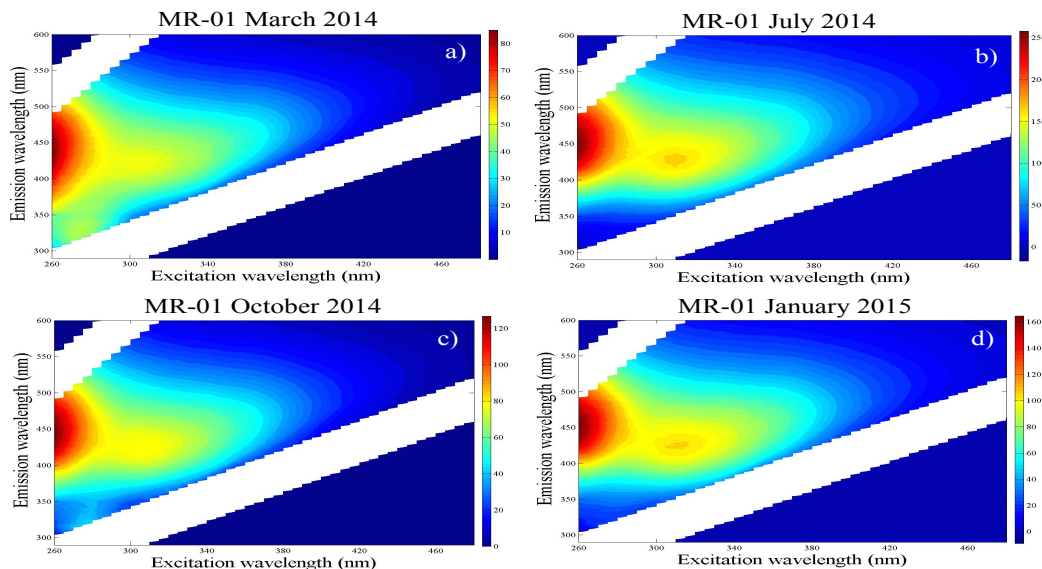 MR-01 March 2014
a)
Emission wavelength (nm)
600
550
500
450
400
350
300
260 300 340 380 420 460
Excitation wavelength (nm)
80
70
60
50
40
30
20
10
MR-01 July 2014
b)
Emission wavelength (nm)
600
550
500
450
400
350
300
260 300 340 380 420 460
Excitation wavelength (nm)
25
20
15
10
50
0
MR-01 October 2014
c)
Emission wavelength (nm)
600
550
500
450
400
350
300
260 300 340 380 420 460
Excitation wavelength (nm)
120
100
80
60
40
20
0
MR-01 January 2015
d)
Emission wavelength (nm)
600
550
500
450
400
350
300
260 300 340 380 420 460
Excitation wavelength (nm)
160
140
120
100
80
60
40
20
0